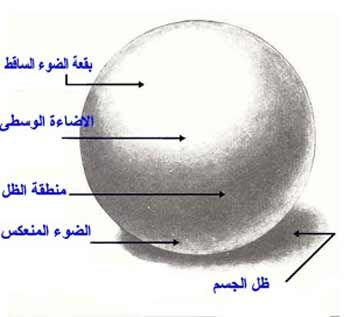 بقعة الضوء الساقط
الاضاءة الوسطى
منطقة الظل
الضوء المنعكس
ظل الجسم